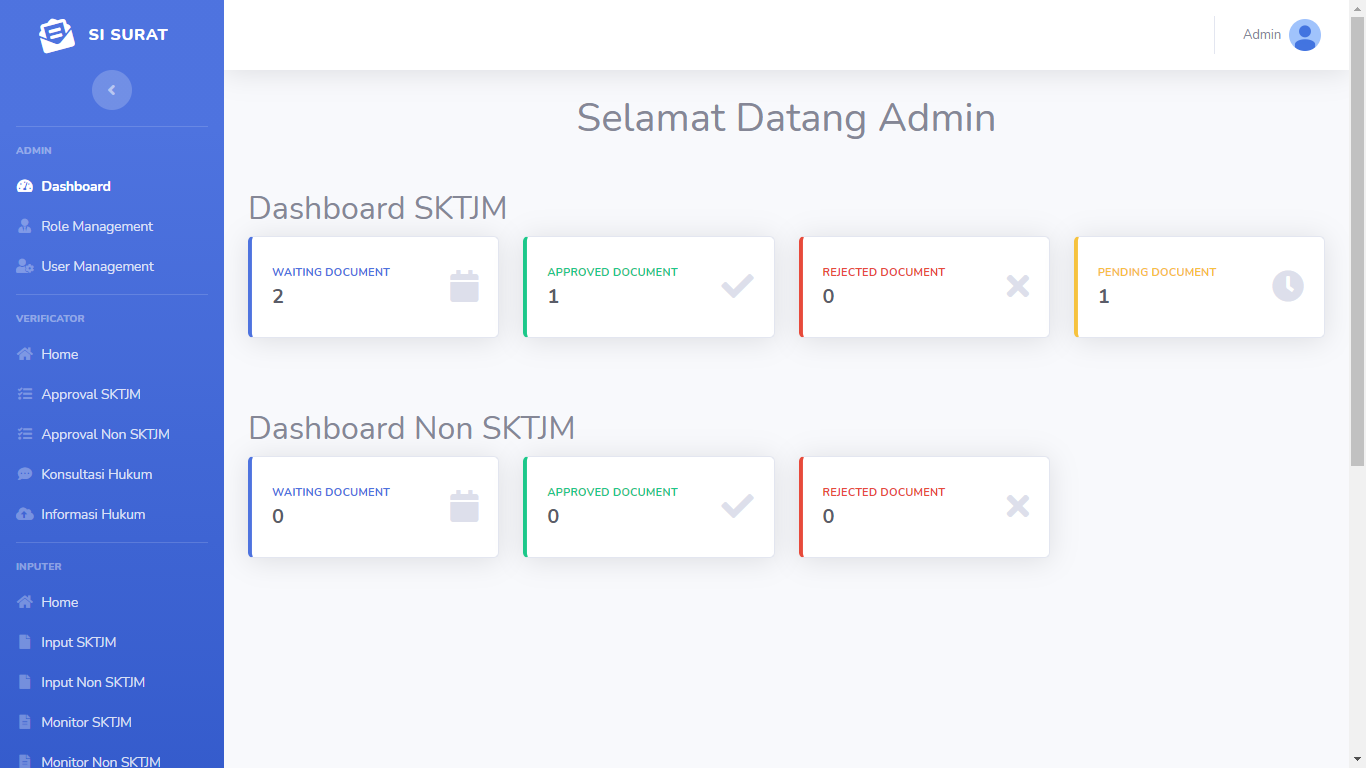 SI SURAT
ADMIN
Dashboard
Role Management
User Management
VERIFICATOR
Home
Approval SKTJM
Approval Non SKTJM
Konsultasi Hukum
Informasi Hukum
INPUTER
Home
Input SKTJM
Input Non SKTJM
Monitor SKTJM
Monitor Non SKTJM
Admin
Selamat Datang Admin
Dashboard SKTJM
WAITING DOCUMENT
2
APPROVED DOCUMENT
1
REJECTED DOCUMENT
0
PENDING DOCUMENT
1
Dashboard Non SKTJM
WAITING DOCUMENT
0
APPROVED DOCUMENT
0
REJECTED DOCUMENT
0